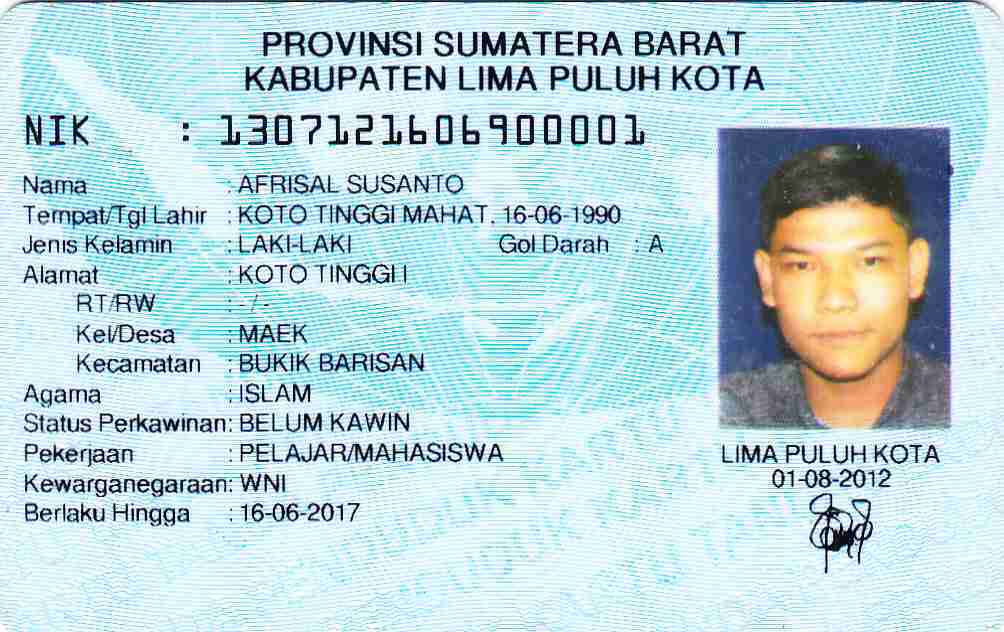 PROVINSI SUMATERA BARAT
KABUPATEN LIMA PULUH KOTA
NIK : 1307121606900001
Nama : AFRISAL SUSANTO
Tempat/Tgl Lahir : KOTO TINGGI MAHAT, 16-06-1990
Jenis Kelamin : LAKI-LAKI Gol Darah : A
Alamat : KOTO TINGGI I
RT/RW : - / -
Kel/Desa : MAEK
Kecamatan : BUKIK BARISAN
Agama : ISLAM
Status Perkawinan: BELUM KAWIN
Pekerjaan : PELAJAR/MAHASISWA
Kewarganegaraan: WNI
Berlaku Hingga : 16-06-2017
LIMA PULUH KOTA
01-08-2012